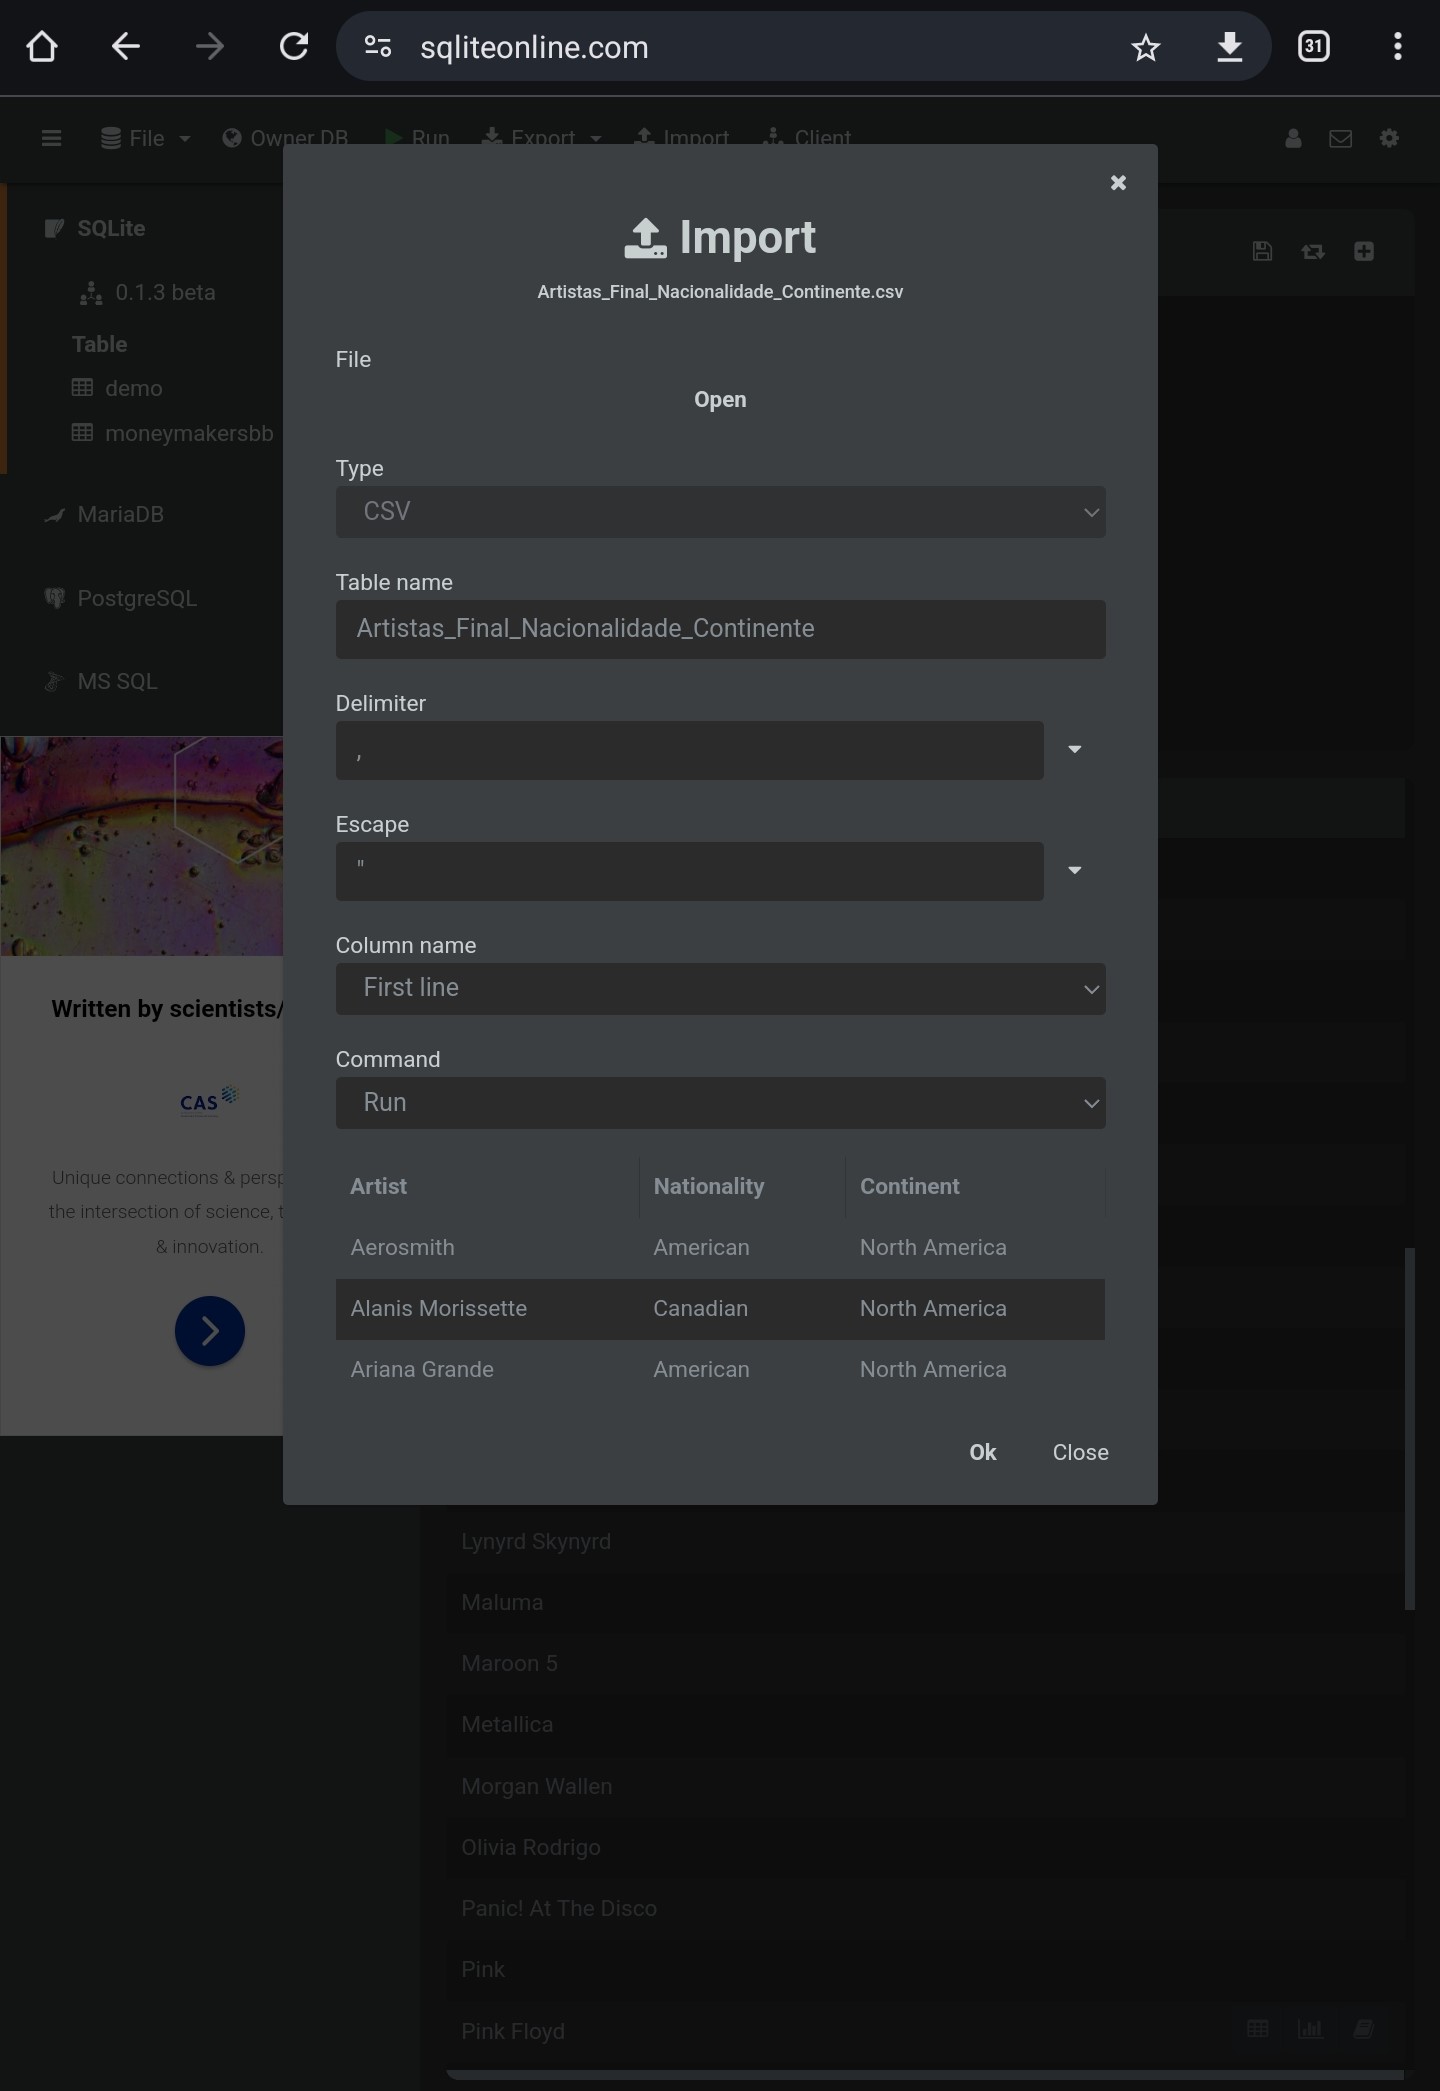 sqliteonline.com
31
File
Owner DB
Run
Export
Import
Client
SQLite
0.1.3 beta
Table
demo
moneymakersbb
MariaDB
PostgreSQL
MS SQL
Import
Artistas_Final_Nacionalidade_Continente.csv
File
Open
Type
CSV
Table name
Artistas_Final_Nacionalidade_Continente
Delimiter
,
Escape
"
Column name
First line
Command
Run
Artist Nationality Continent
Aerosmith American North America
Alanis Morissette Canadian North America
Ariana Grande American North America
Ok Close
Written by scientists/
CAS
Unique connections & persp
the intersection of science, t
& innovation.
Lynyrd Skynyrd
Maluma
Maroon 5
Metallica
Morgan Wallen
Olivia Rodrigo
Panic! At The Disco
Pink
Pink Floyd